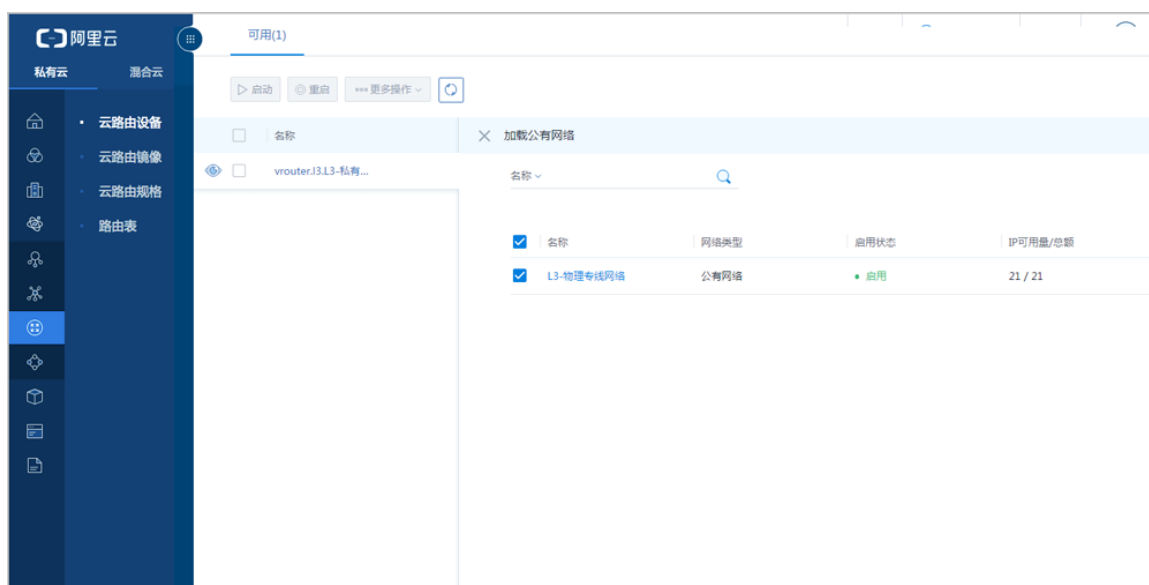 阿里云
私有云 混合云
云路由设备
云路由镜像
云路由规格
路由表
可用(1)
启动 重启 更多操作
名称
vrouter.l3.L3-私有...
加载公有网络
名称
名称 网络类型 启用状态 IP可用量/总额
L3-物理专线网络 公有网络 启用 21 / 21